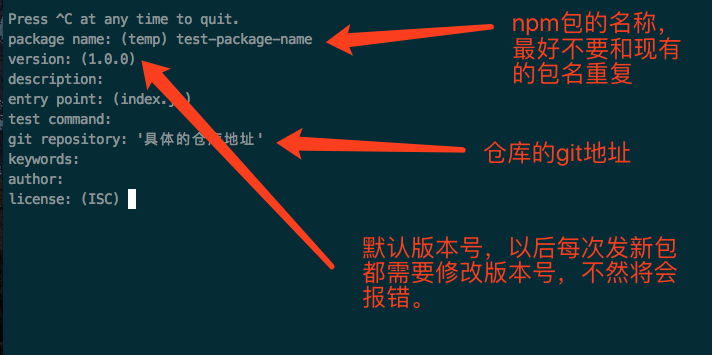 Press ^C at any time to quit.
package name: (temp) test-package-name
version: (1.0.0)
description:
entry point: (index.js)
test command:
git repository: '具体的仓库地址'
keywords:
author:
license: (ISC)
npm包的名称，
最好不要和现有
的包名重复
仓库的git地址
默认版本号，以后每次发新包
都需要修改版本号，不然将会
报错。